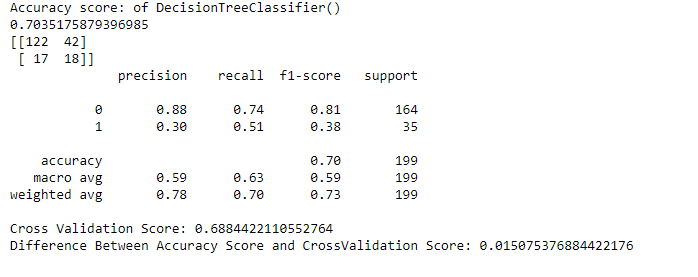 Accuracy score: of DecisionTreeClassifier()
0.7035175879396985
[[122  42]
 [ 17  18]]
              precision    recall  f1-score   support

           0       0.88      0.74      0.81       164
           1       0.30      0.51      0.38        35

    accuracy                           0.70       199
   macro avg       0.59      0.63      0.59       199
weighted avg       0.78      0.70      0.73       199

Cross Validation Score: 0.6884422110552764
Difference Between Accuracy Score and CrossValidation Score: 0.015075376884422176